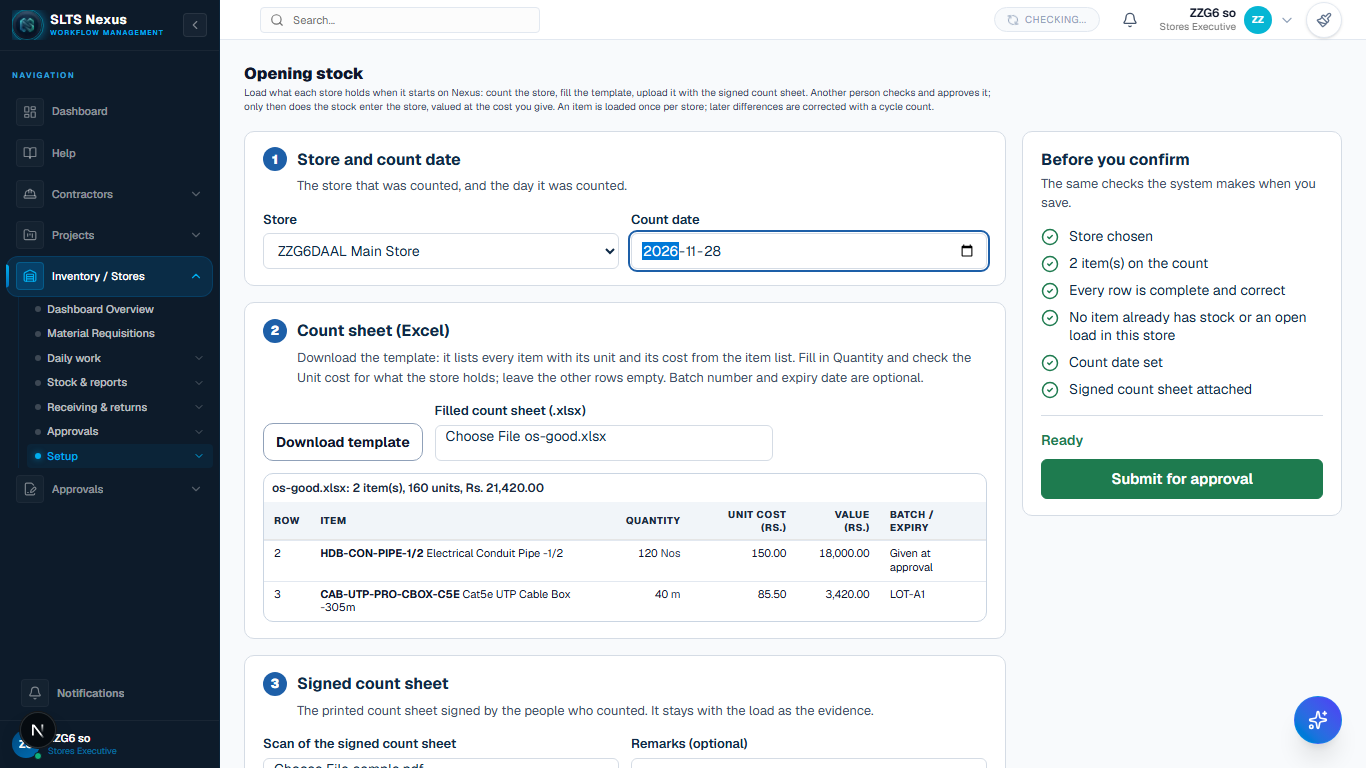 SLTS Nexus
WORKFLOW MANAGEMENT
Search...
CHECKING...
ZZG6 so
Stores Executive
ZZ
NAVIGATION
Dashboard
Help
Contractors
Projects
Inventory / Stores
Dashboard Overview
Material Requisitions
Daily work
Stock & reports
Receiving & returns
Approvals
Setup
Approvals
Notifications
N
ZG6 so
Stores Executive
Opening stock
Load what each store holds when it starts on Nexus: count the store, fill the template, upload it with the signed count sheet. Another person checks and approves it;
only then does the stock enter the store, valued at the cost you give. An item is loaded once per store; later differences are corrected with a cycle count.
1 Store and count date
The store that was counted, and the day it was counted.
Store
Count date
ZZG6DAAL Main Store
2026-11-28
2 Count sheet (Excel)
Download the template: it lists every item with its unit and its cost from the item list. Fill in Quantity and check the
Unit cost for what the store holds; leave the other rows empty. Batch number and expiry date are optional.
Filled count sheet (.xlsx)
Download template
Choose File os-good.xlsx
os-good.xlsx: 2 item(s), 160 units, Rs. 21,420.00
ROW ITEM QUANTITY UNIT COST (RS.) VALUE (RS.) BATCH / EXPIRY
2 HDB-CON-PIPE-1/2 Electrical Conduit Pipe -1/2 120 Nos 150.00 18,000.00 Given at approval
3 CAB-UTP-PRO-CBOX-C5E Cat5e UTP Cable Box -305m 40 m 85.50 3,420.00 LOT-A1
3 Signed count sheet
The printed count sheet signed by the people who counted. It stays with the load as the evidence.
Scan of the signed count sheet
Remarks (optional)
Choose File sample.pdf
Before you confirm
The same checks the system makes when you
save.
Store chosen
2 item(s) on the count
Every row is complete and correct
No item already has stock or an open
load in this store
Count date set
Signed count sheet attached
Ready
Submit for approval